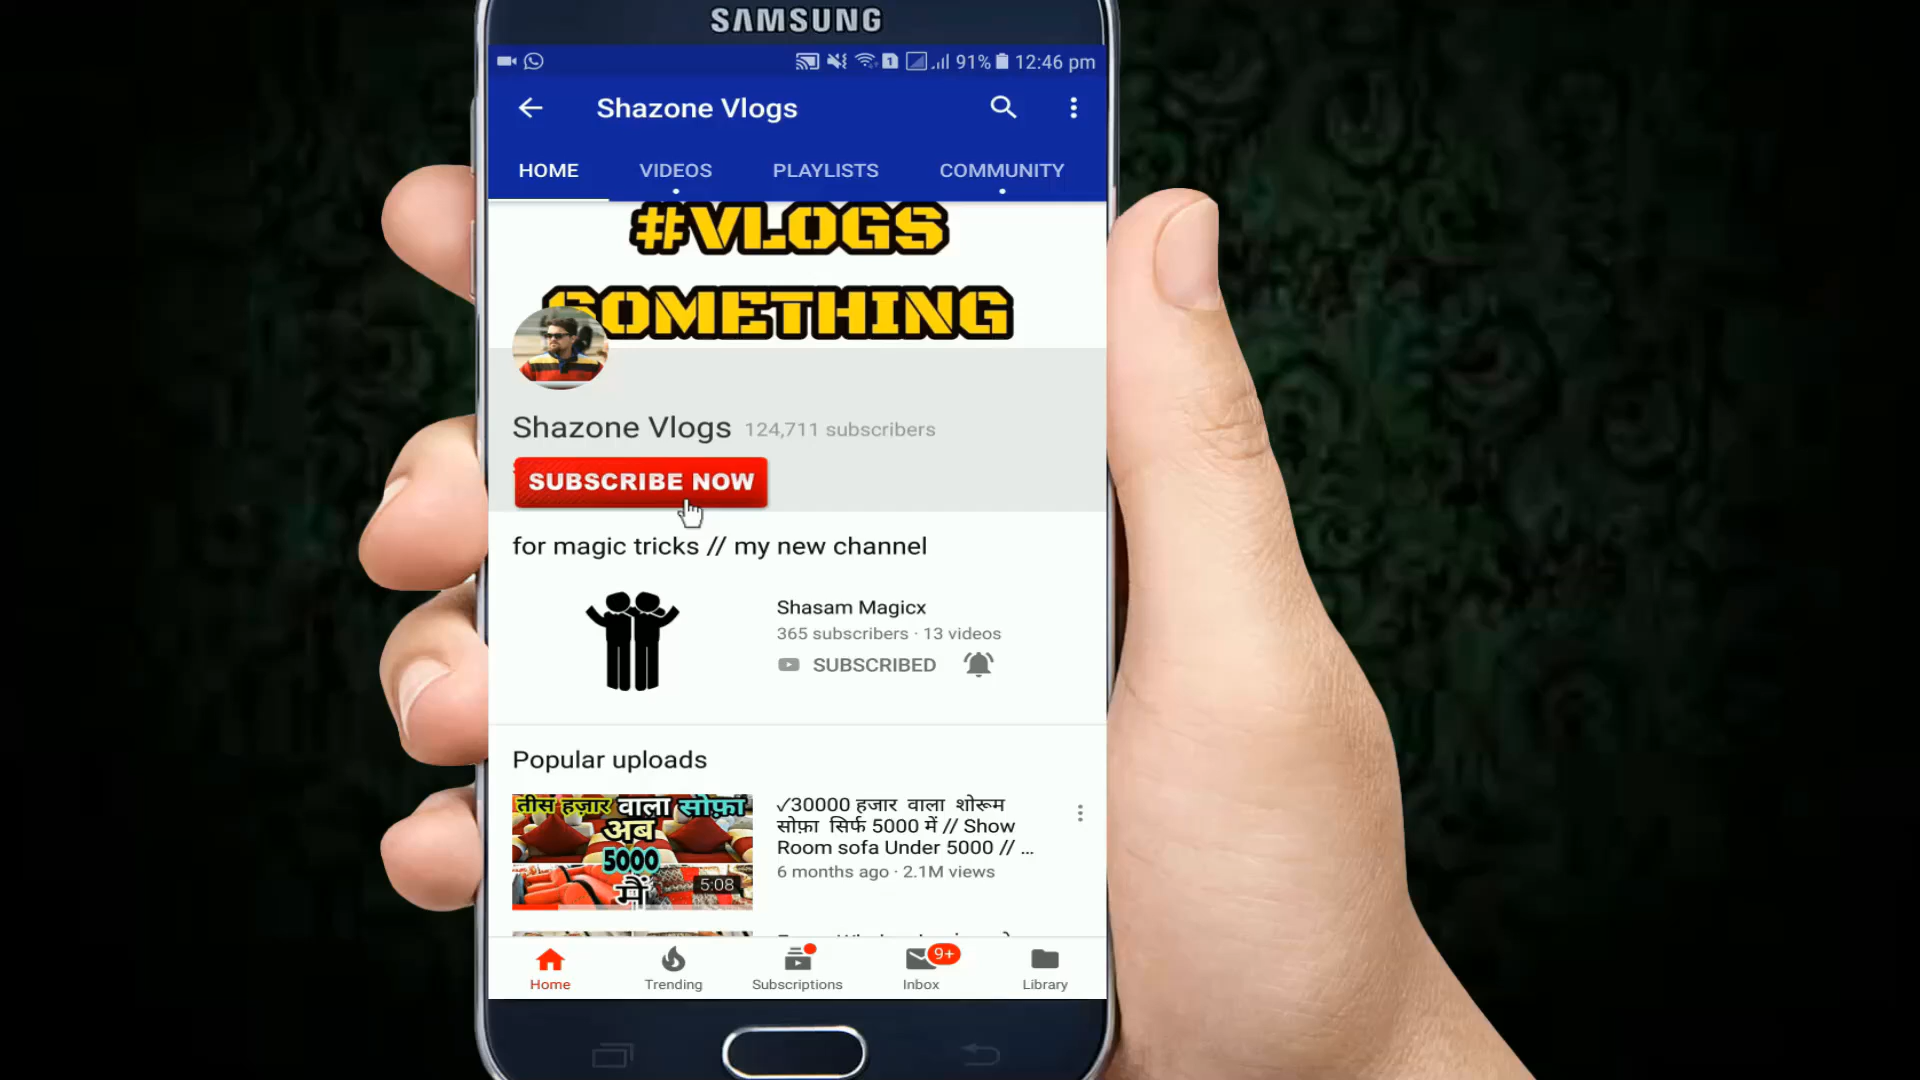 SAMSUNG
91% 12:46 pm
Shazone Vlogs
HOME VIDEOS PLAYLISTS COMMUNITY
#VLOGS
SOMETHING
Shazone Vlogs 124,711 subscribers
SUBSCRIBE NOW
for magic tricks // my new channel
Shasam Magicx
365 subscribers · 13 videos
SUBSCRIBED
Popular uploads
तीस हज़ार वाला सोफ़ा
अब
5000
में
5:08
✓30000 हजार वाला शोरूम
सोफ़ा सिर्फ 5000 में // Show
Room sofa Under 5000 // ...
6 months ago · 2.1M views
9+
Home Trending Subscriptions Inbox Library